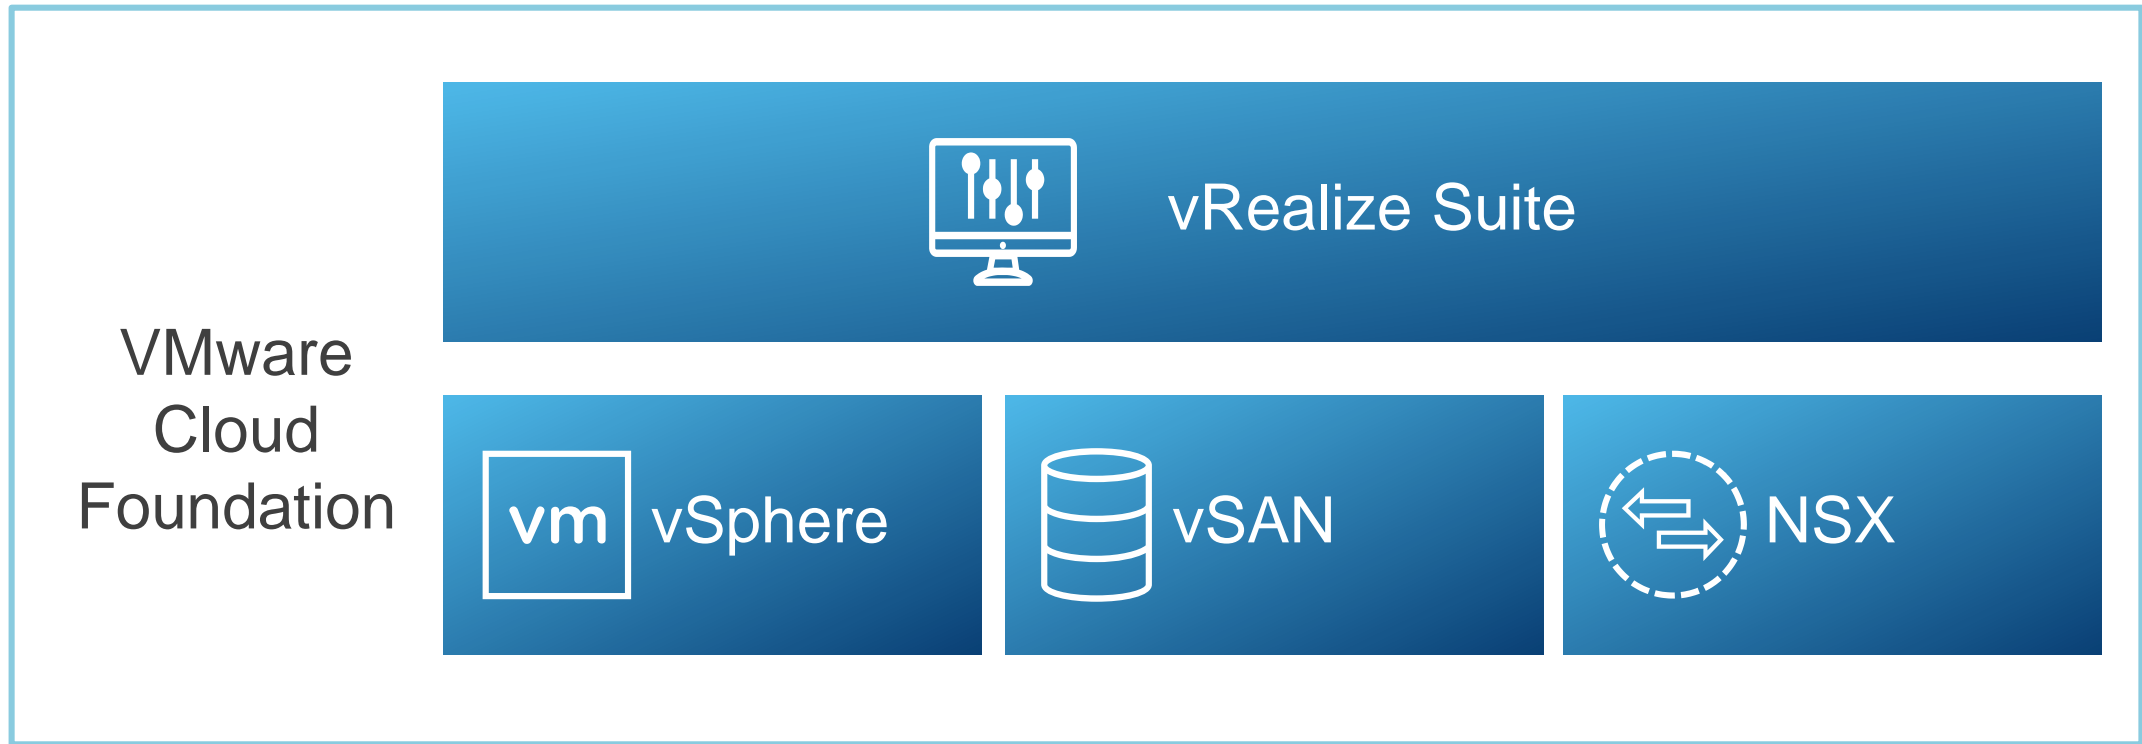 VMware
Cloud
Foundation
vRealize Suite
vm vSphere
vSAN
NSX